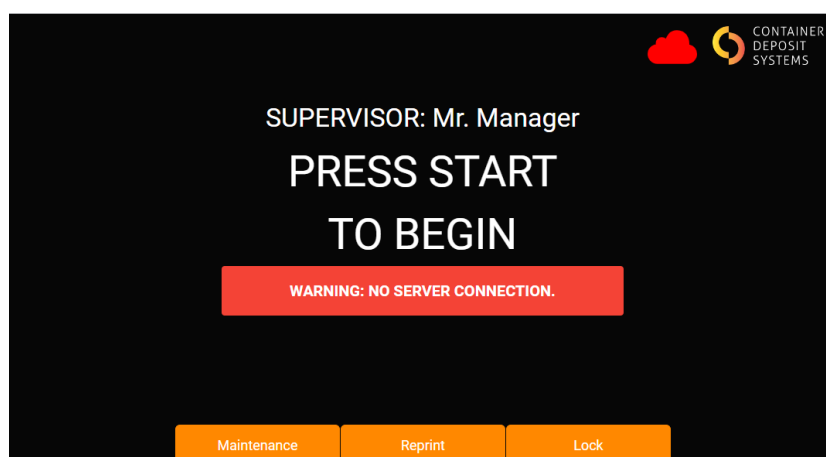 CONTAINER
DEPOSIT
SYSTEMS
SUPERVISOR: Mr. Manager
PRESS START
TO BEGIN
WARNING: NO SERVER CONNECTION.
Maintenance
Reprint
Lock